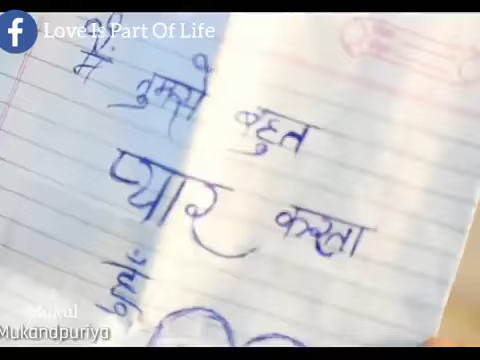 f Love Is Part Of Life
में तुमसे बहुत
प्यार करता
हूँ
Mukul
Mukandpuriya